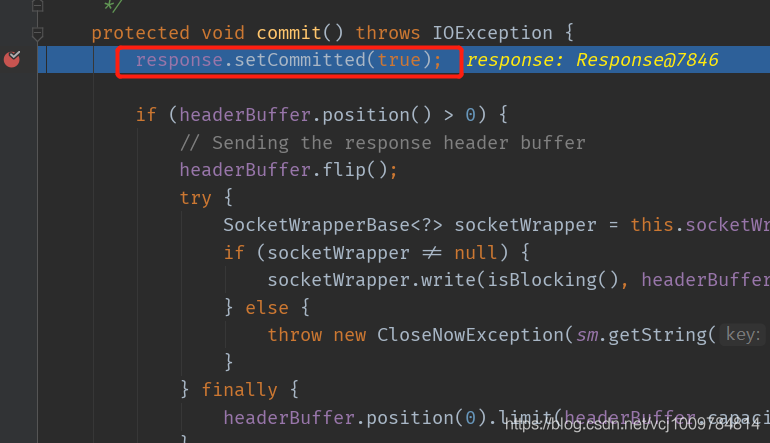 */
protected void commit() throws IOException {
response.setCommitted(true); response: Response@7846
if (headerBuffer.position() > 0) {
// Sending the response header buffer
headerBuffer.flip();
try {
SocketWrapperBase<?> socketWrapper = this.socketWr
if (socketWrapper ≠ null) {
socketWrapper.write(isBlocking(), headerBuffer
} else {
throw new CloseNowException(sm.getString( key:
}
} finally {
headerBuffer.position(0).limit(headerBuffer.capaci
https://blog.csdn.net/vcj1009784814
}